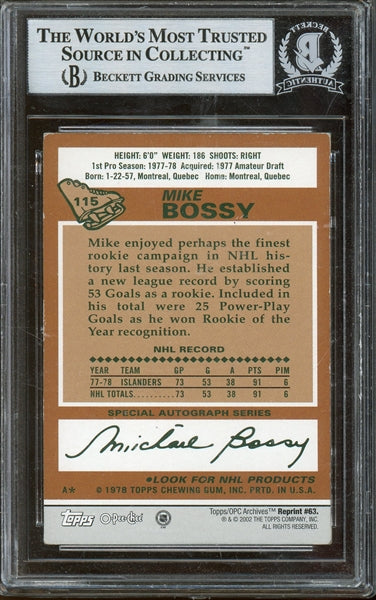 THE WORLD'S MOST TRUSTED
SOURCE IN COLLECTING™
(B) BECKETT GRADING SERVICES
BECKETT
HEIGHT: 6'0" WEIGHT: 186 SHOOTS: RIGHT
1st Pro Season: 1977-78 Acquired: 1977 Amateur Draft
Born: 1-22-57, Montreal, Quebec Home: Montreal, Quebec
115
MIKE
BOSSY
Mike enjoyed perhaps the finest
rookie campaign in NHL his-
tory last season. He established
a new league record by scoring
53 Goals as a rookie. Included in
his total were 25 Power-Play
Goals as he won Rookie of the
Year recognition.
NHL RECORD
YEAR TEAM GP G A PTS PIM
77-78 ISLANDERS 73 53 38 91 6
NHL TOTALS.......... 73 53 38 91 6
SPECIAL AUTOGRAPH SERIES
Michael Bossy
•LOOK FOR NHL PRODUCTS
A* © 1978 TOPPS CHEWING GUM, INC. PRTD. IN U.S.A.
Topps O-Pee-Chee
Topps/OPC Archives™ Reprint #63.
® & © 2002 THE TOPPS COMPANY, INC.
ALL RIGHTS RESERVED.